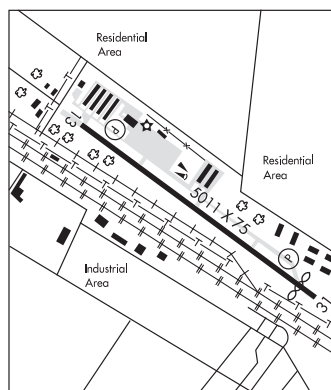 Residential
Area
13
P
5011 X 75
Residential
Area
P
31
Industrial
Area